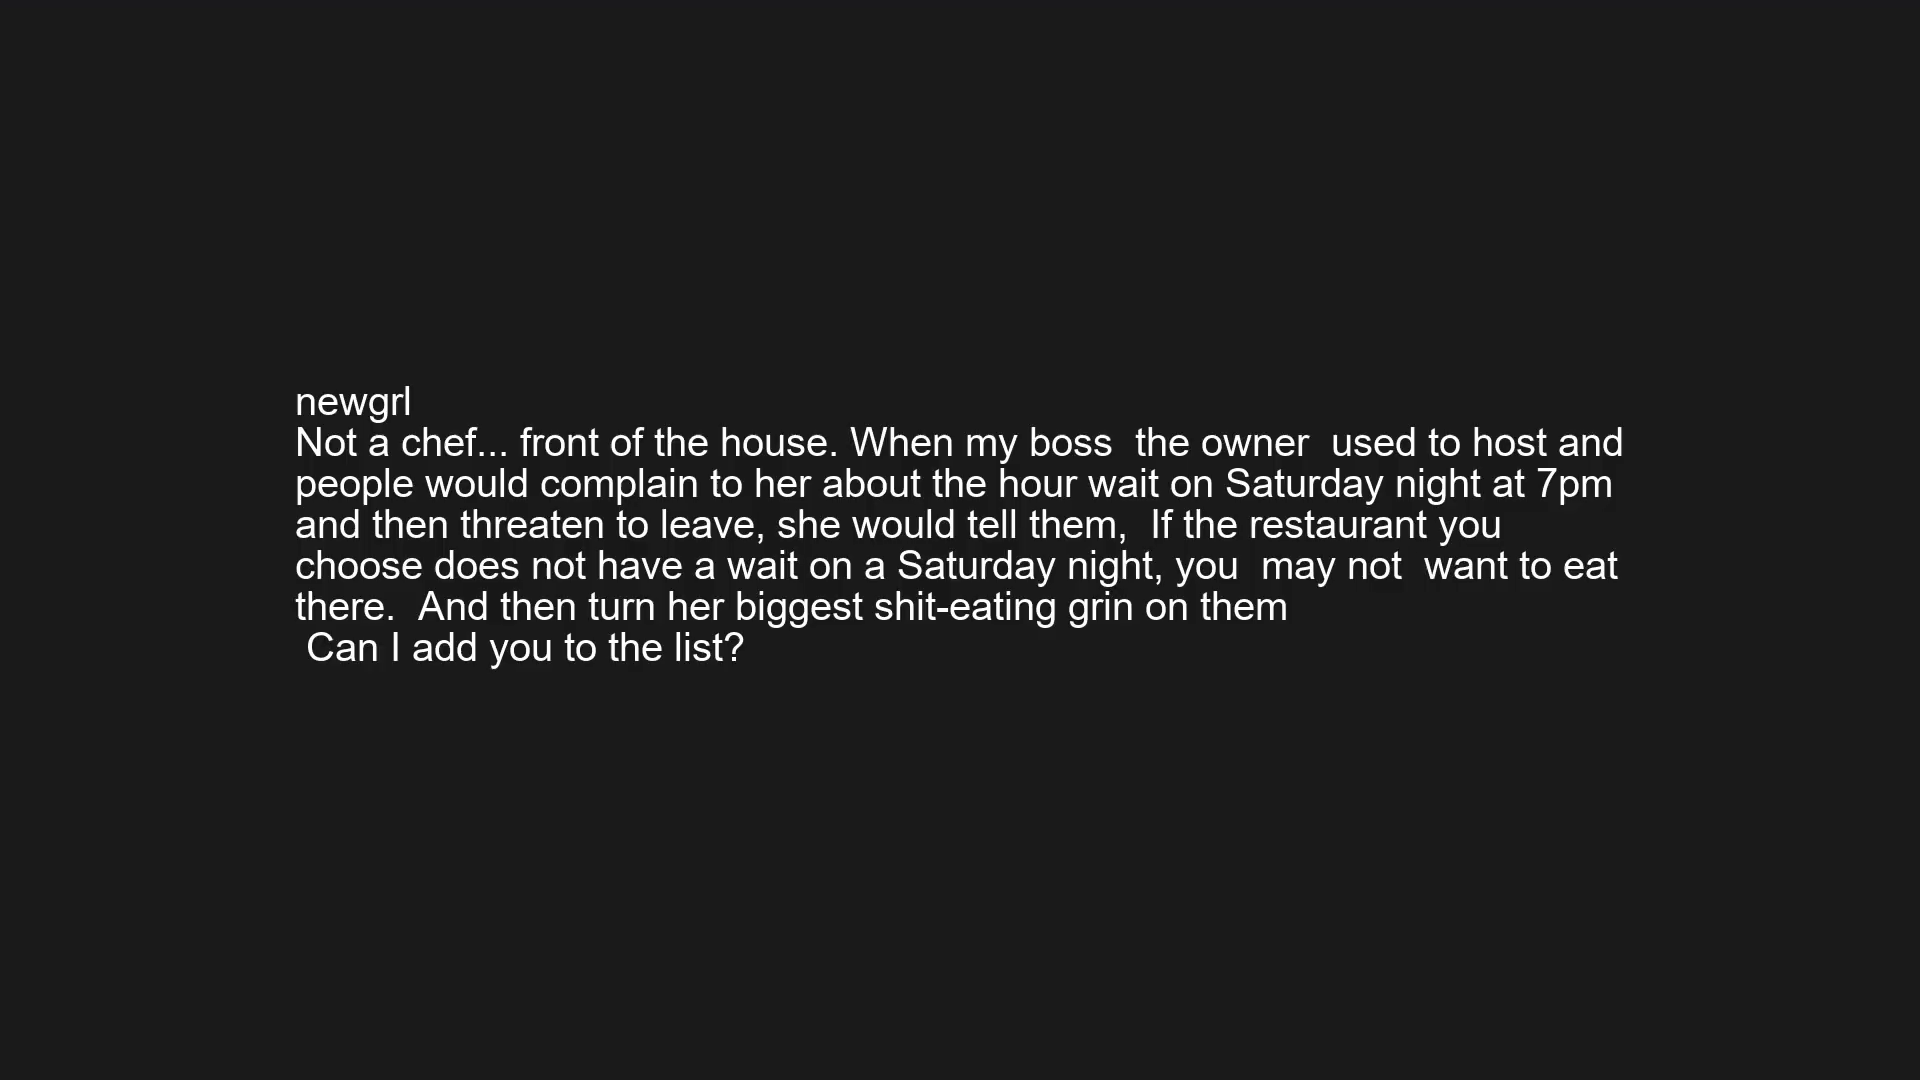 newgrl
Not a chef... front of the house. When my boss  the owner  used to host and
people would complain to her about the hour wait on Saturday night at 7pm
and then threaten to leave, she would tell them,  If the restaurant you
choose does not have a wait on a Saturday night, you  may not  want to eat
there.  And then turn her biggest shit-eating grin on them
 Can I add you to the list?